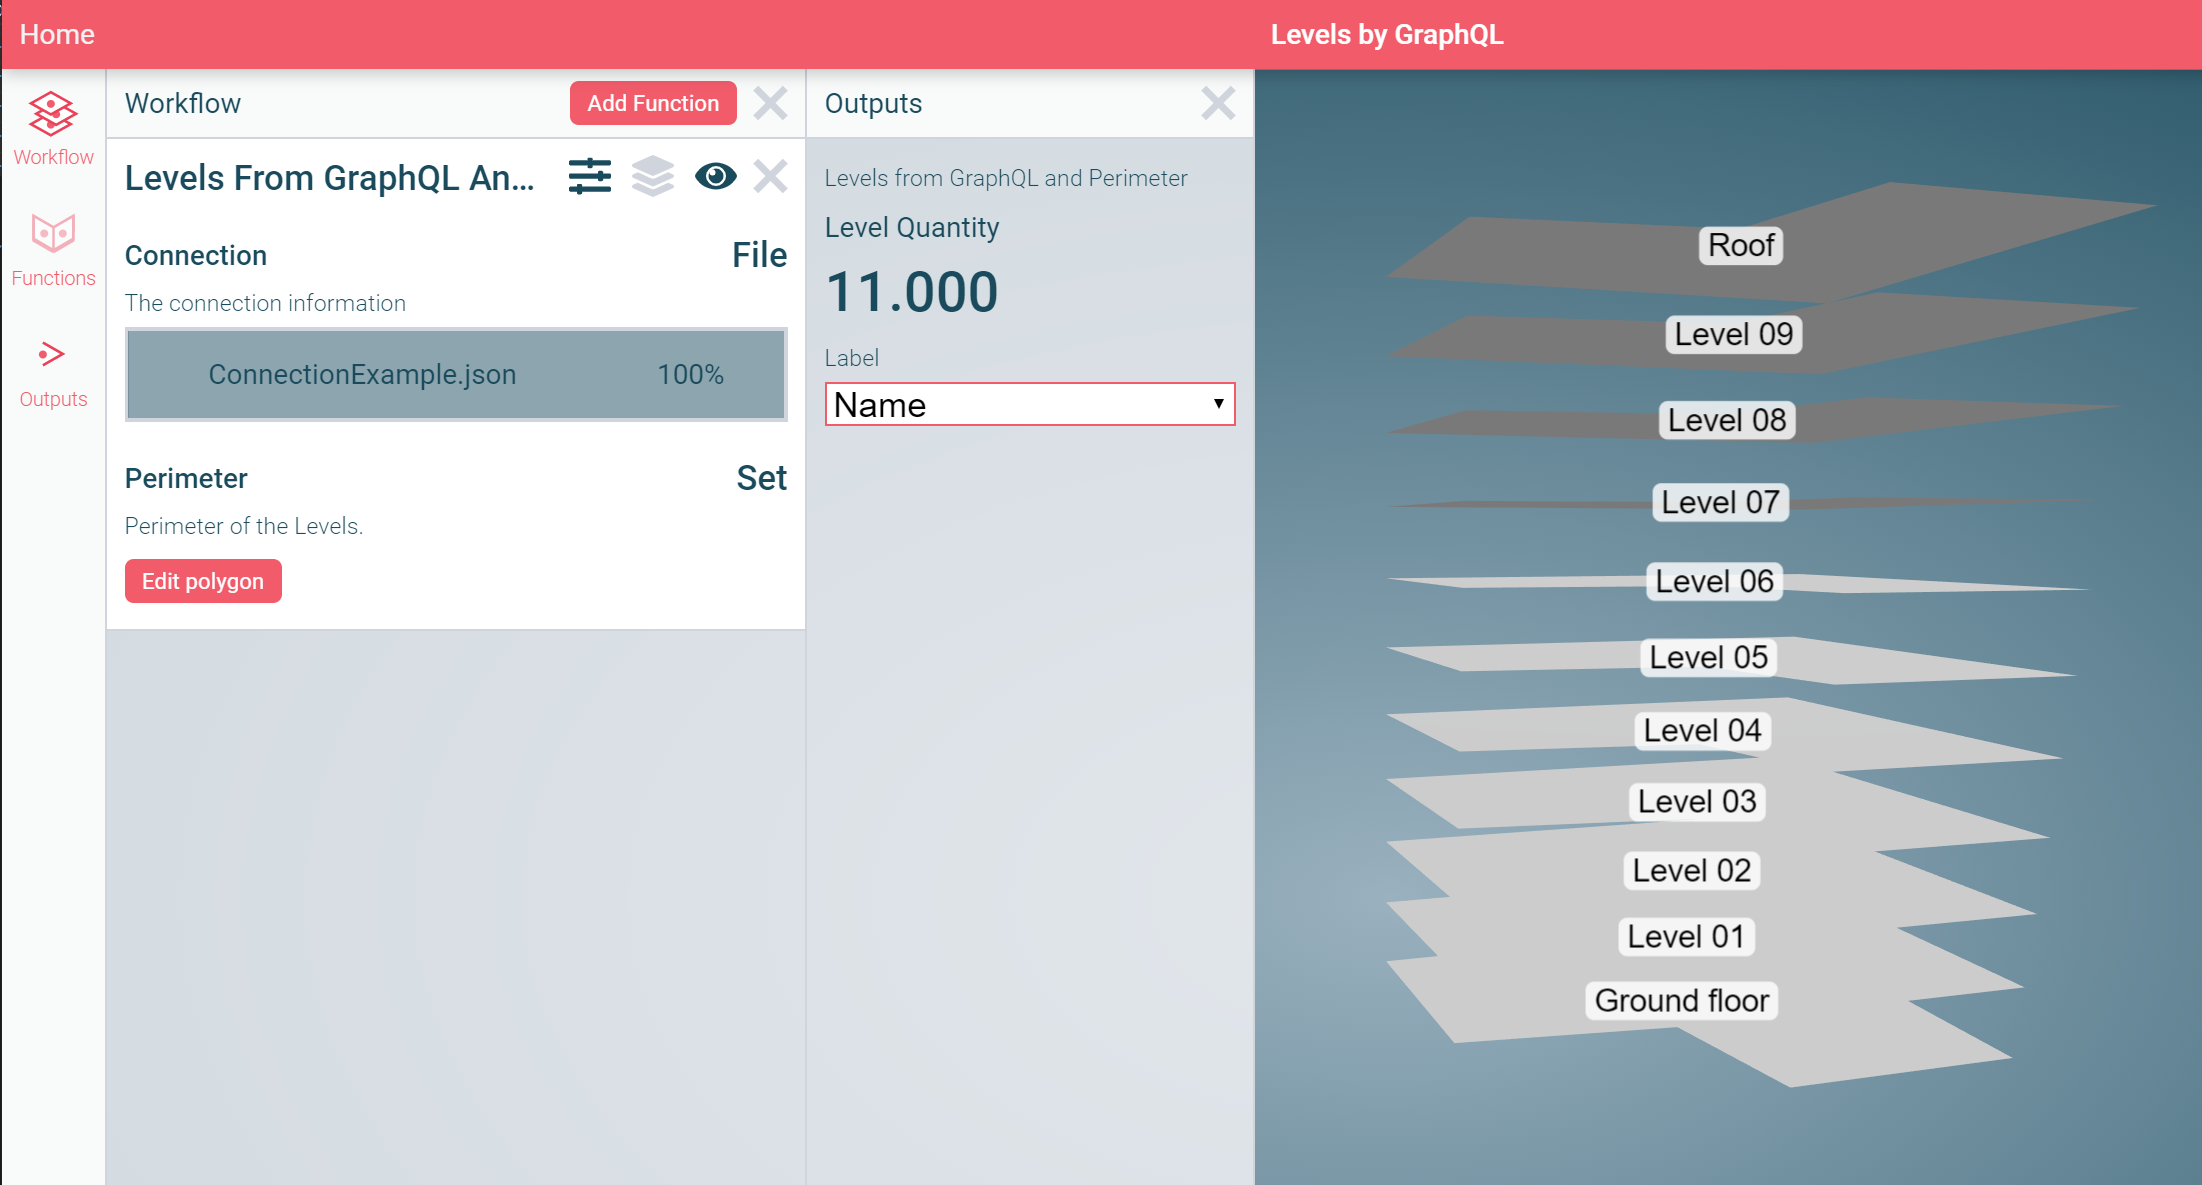 Home
Levels by GraphQL
Workflow
Functions
Outputs
Workflow
Add Function
Levels From GraphQL An...
Connection
File
The connection information
ConnectionExample.json
100%
Perimeter
Set
Perimeter of the Levels.
Edit polygon
Outputs
Levels from GraphQL and Perimeter
Level Quantity
11.000
Label
Name
Roof
Level 09
Level 08
Level 07
Level 06
Level 05
Level 04
Level 03
Level 02
Level 01
Ground floor